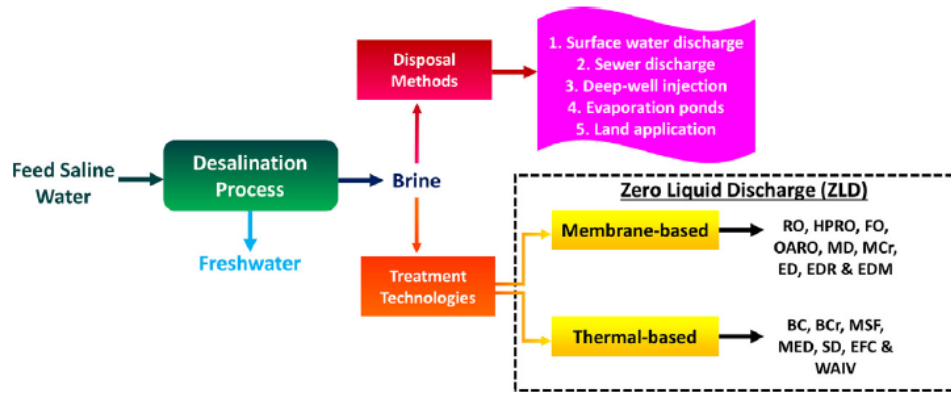 Feed Saline
Water
Desalination
Process
Freshwater
Brine
Disposal
Methods
1. Surface water discharge
2. Sewer discharge
3. Deep-well injection
4. Evaporation ponds
5. Land application
Treatment
Technologies
Zero Liquid Discharge (ZLD)
Membrane-based
RO, HPRO, FO,
OARO, MD, MCr,
ED, EDR & EDM
Thermal-based
BC, BCr, MSF,
MED, SD, EFC &
WAIV